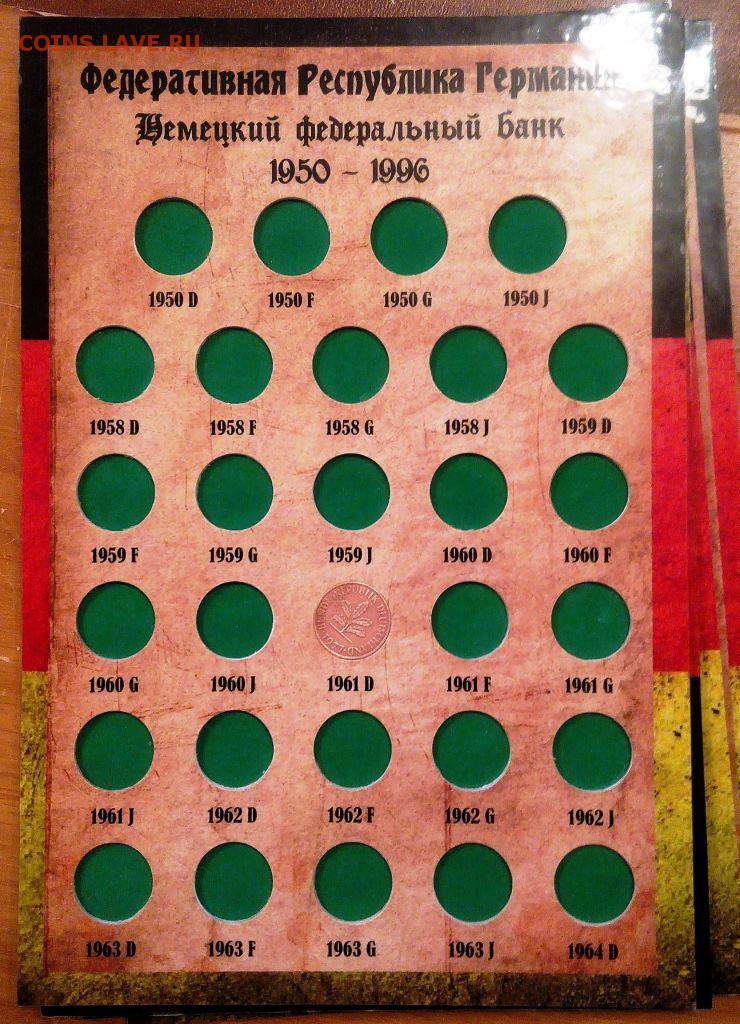 COINS.LAVE.RU
Федеративная Республика Германия
Немецкий федеральный Банк
1950 - 1996
1950 D 1950 F 1950 G 1950 J
1958 D 1958 F 1958 G 1958 J 1959 D
1959 F 1959 G 1959 J 1960 D 1960 F
1960 G 1960 J 1961 D 1961 F 1961 G
1961 J 1962 D 1962 F 1962 G 1962 J
1963 D 1963 F 1963 G 1963 J 1964 D